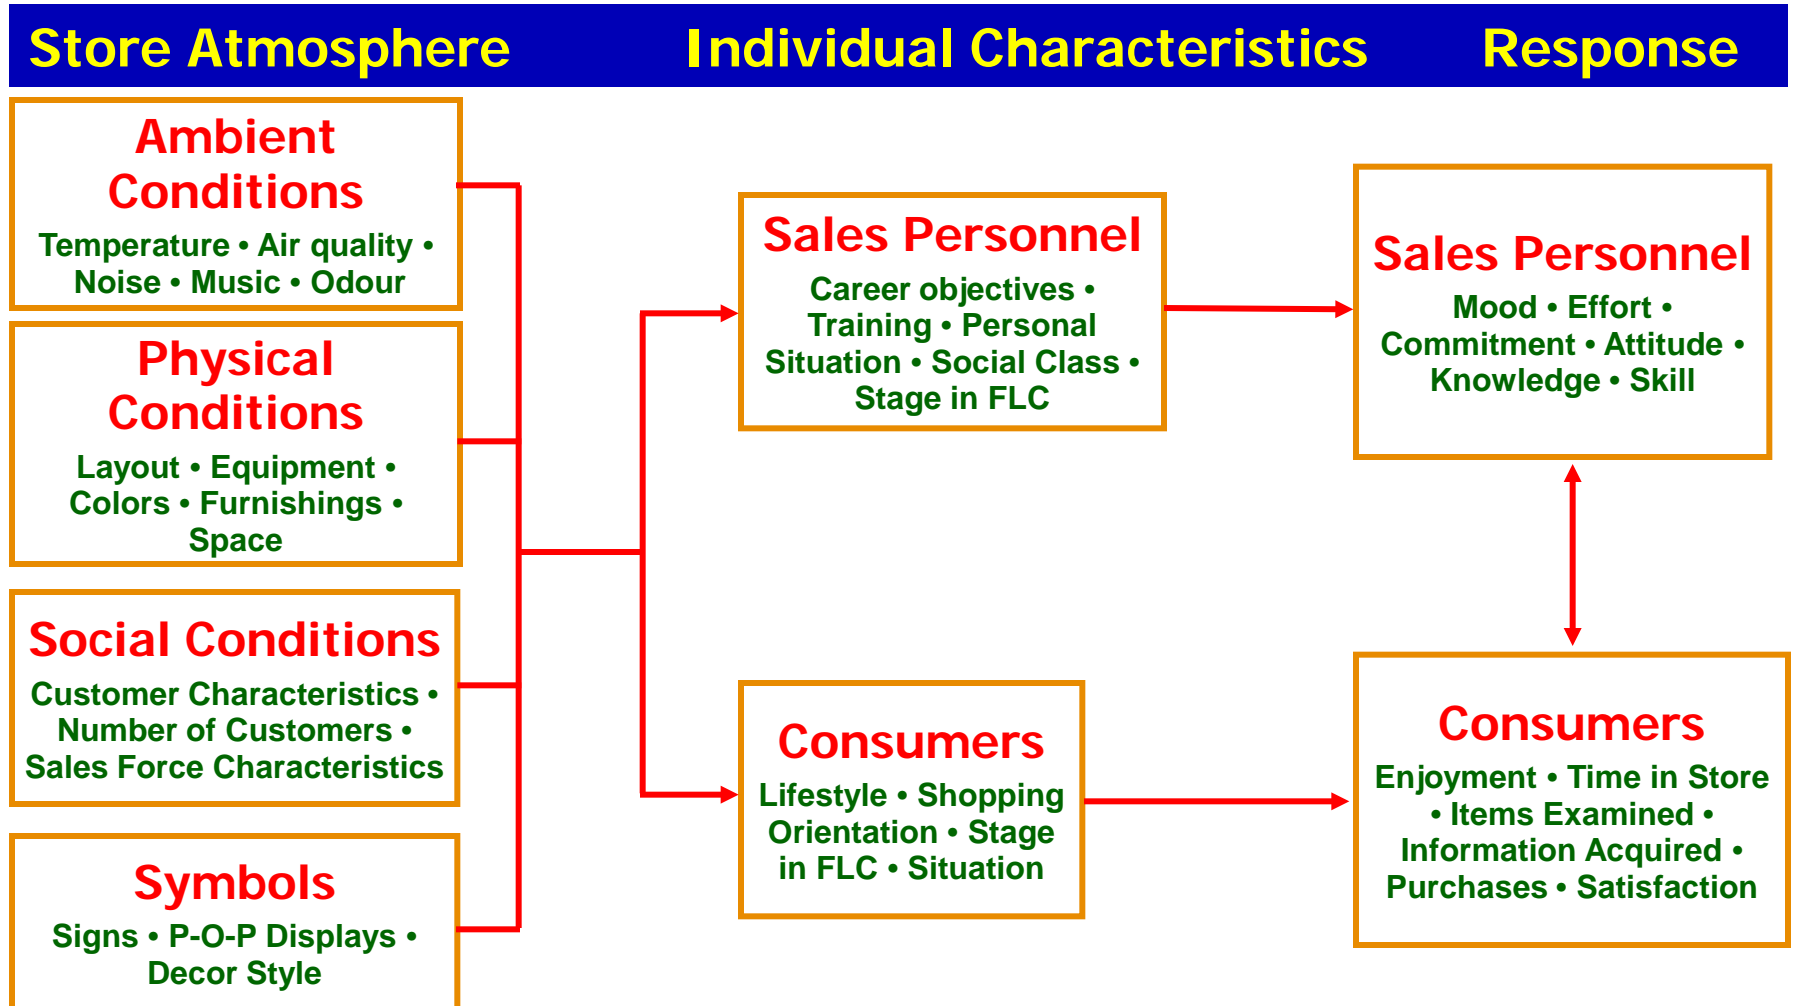 Store Atmosphere Individual Characteristics Response
Ambient
Conditions
Temperature • Air quality •
Noise • Music • Odour
Physical
Conditions
Layout • Equipment •
Colors • Furnishings •
Space
Social Conditions
Customer Characteristics •
Number of Customers •
Sales Force Characteristics
Symbols
Signs • P-O-P Displays •
Decor Style
Sales Personnel
Career objectives •
Training • Personal
Situation • Social Class •
Stage in FLC
Consumers
Lifestyle • Shopping
Orientation • Stage
in FLC • Situation
Sales Personnel
Mood • Effort •
Commitment • Attitude •
Knowledge • Skill
Consumers
Enjoyment • Time in Store
• Items Examined •
Information Acquired •
Purchases • Satisfaction